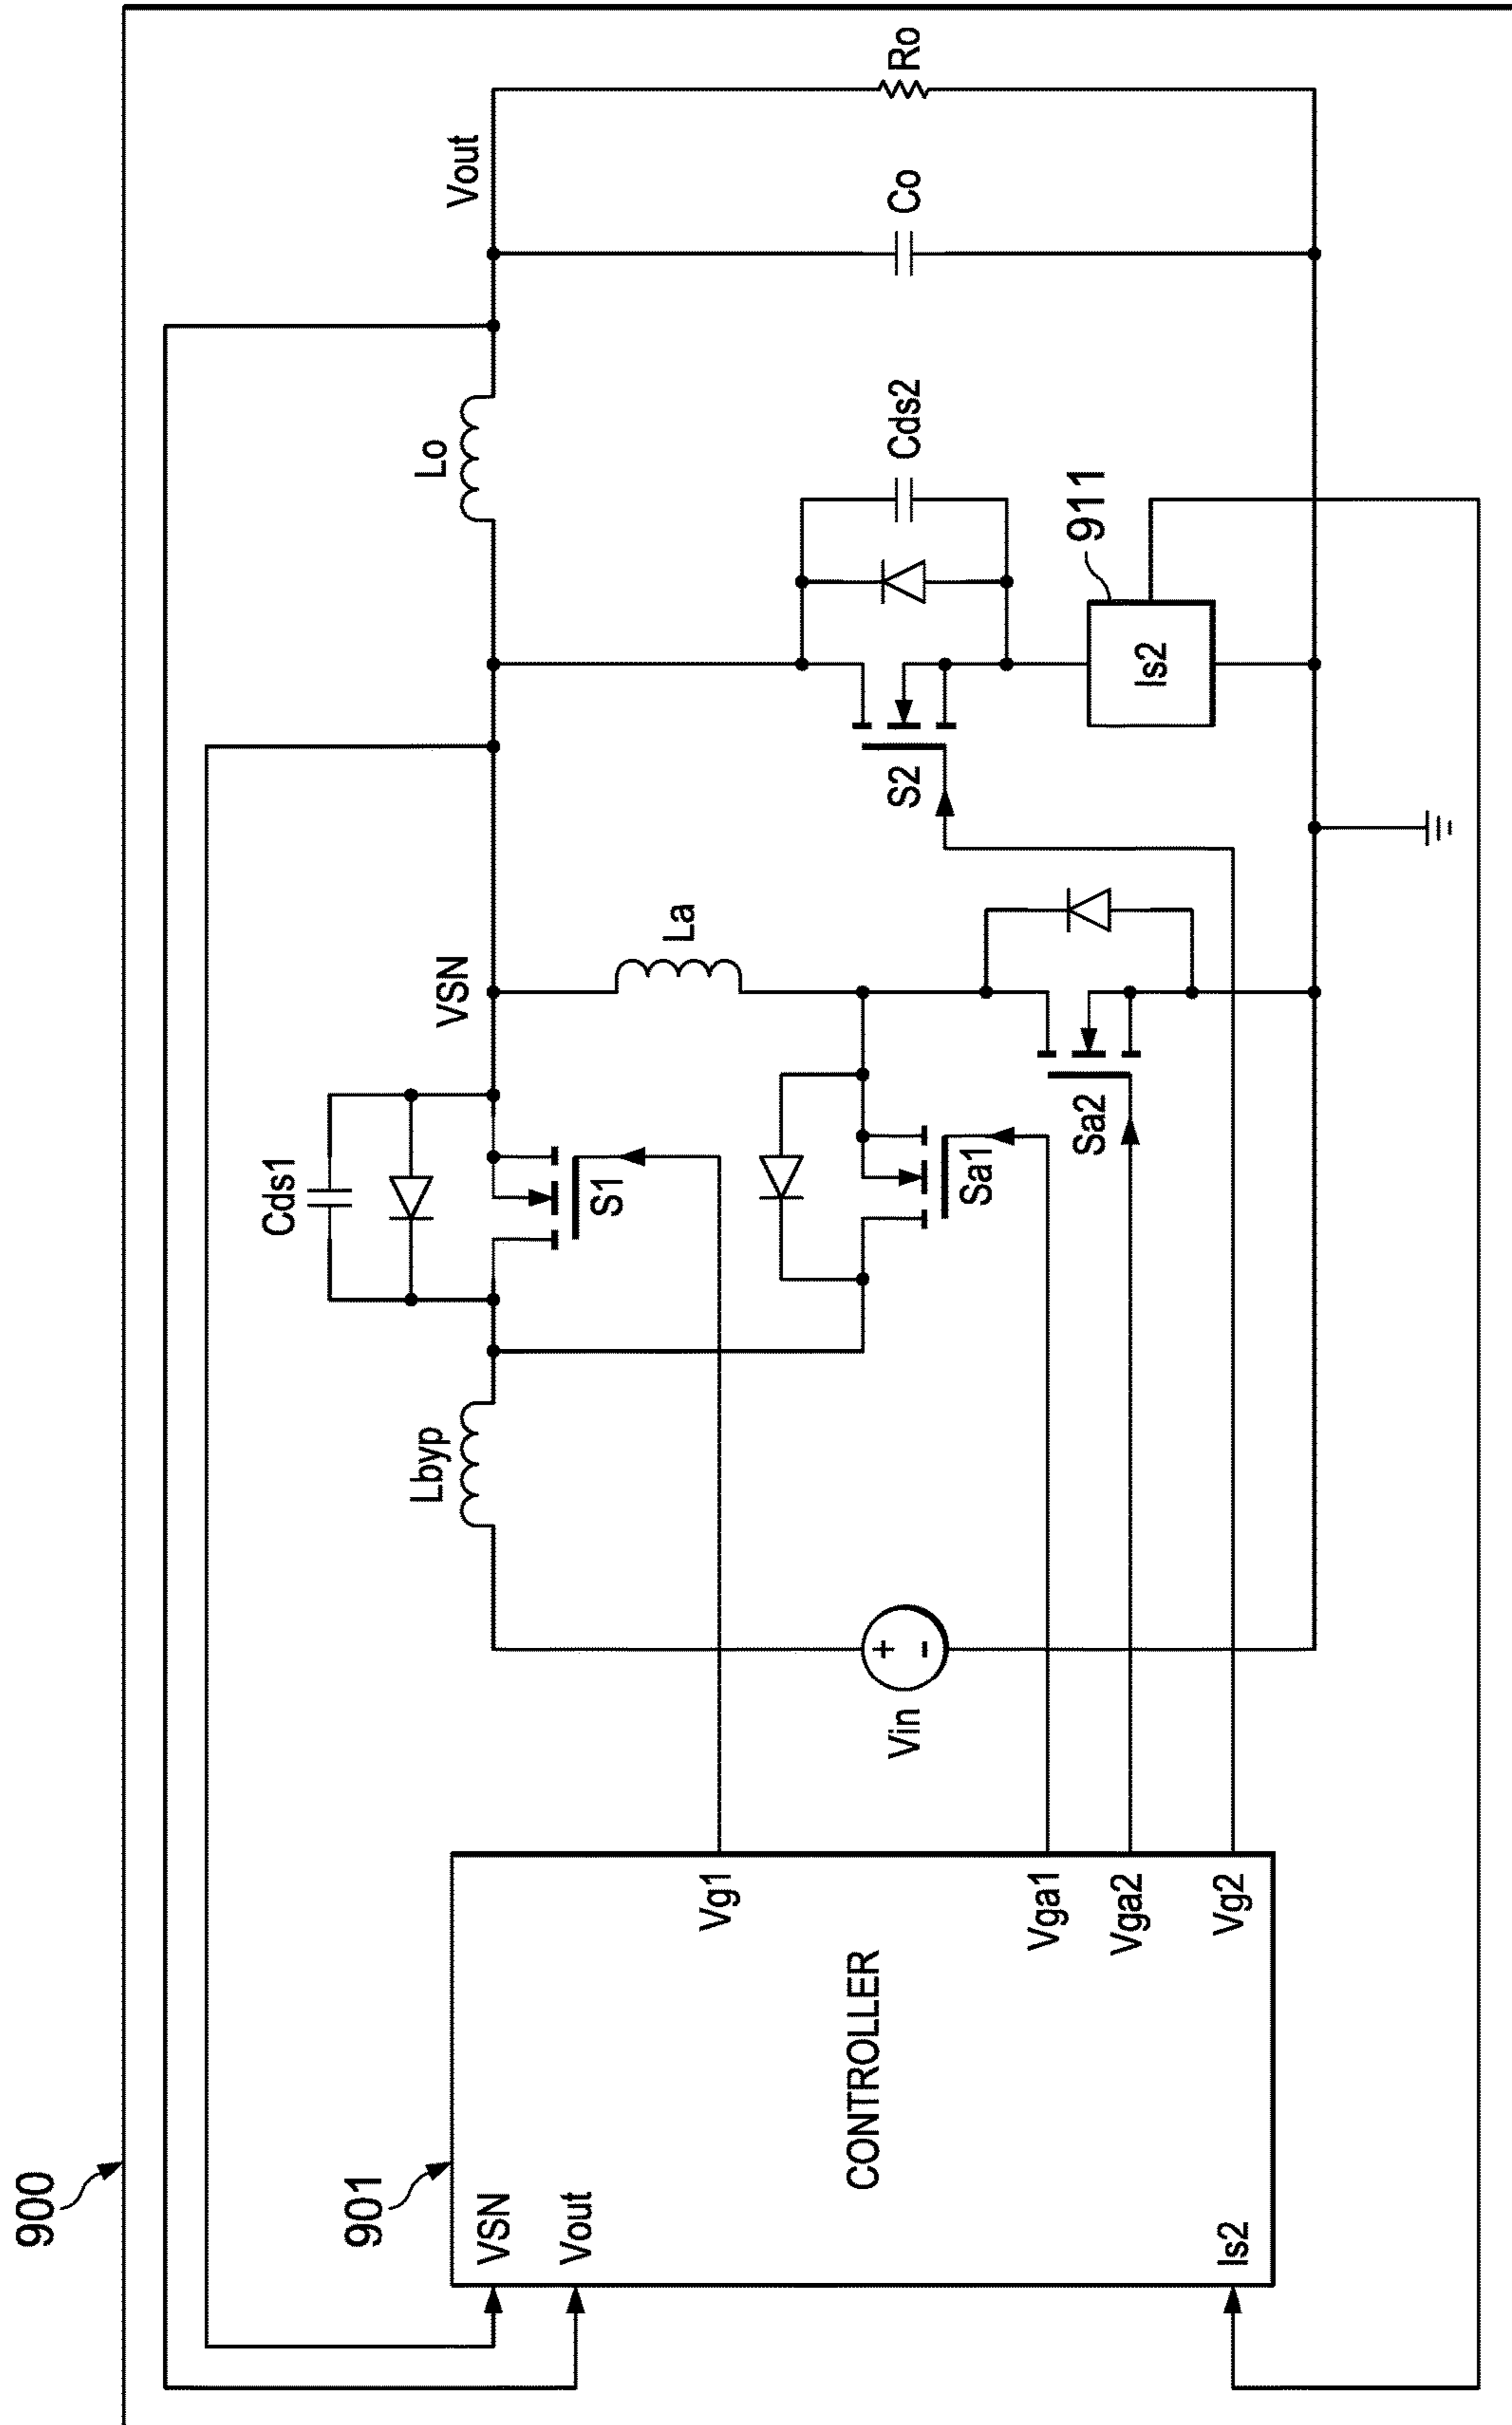 900
901
VSN
Vout
Is2
CONTROLLER
Vg1
Vga1
Vga2
Vg2
Vin
+
-
Lbyp
Cds1
S1
Sa1
Sa2
VSN
La
S2
Is2
911
Cds2
Lo
Vout
Co
Ro